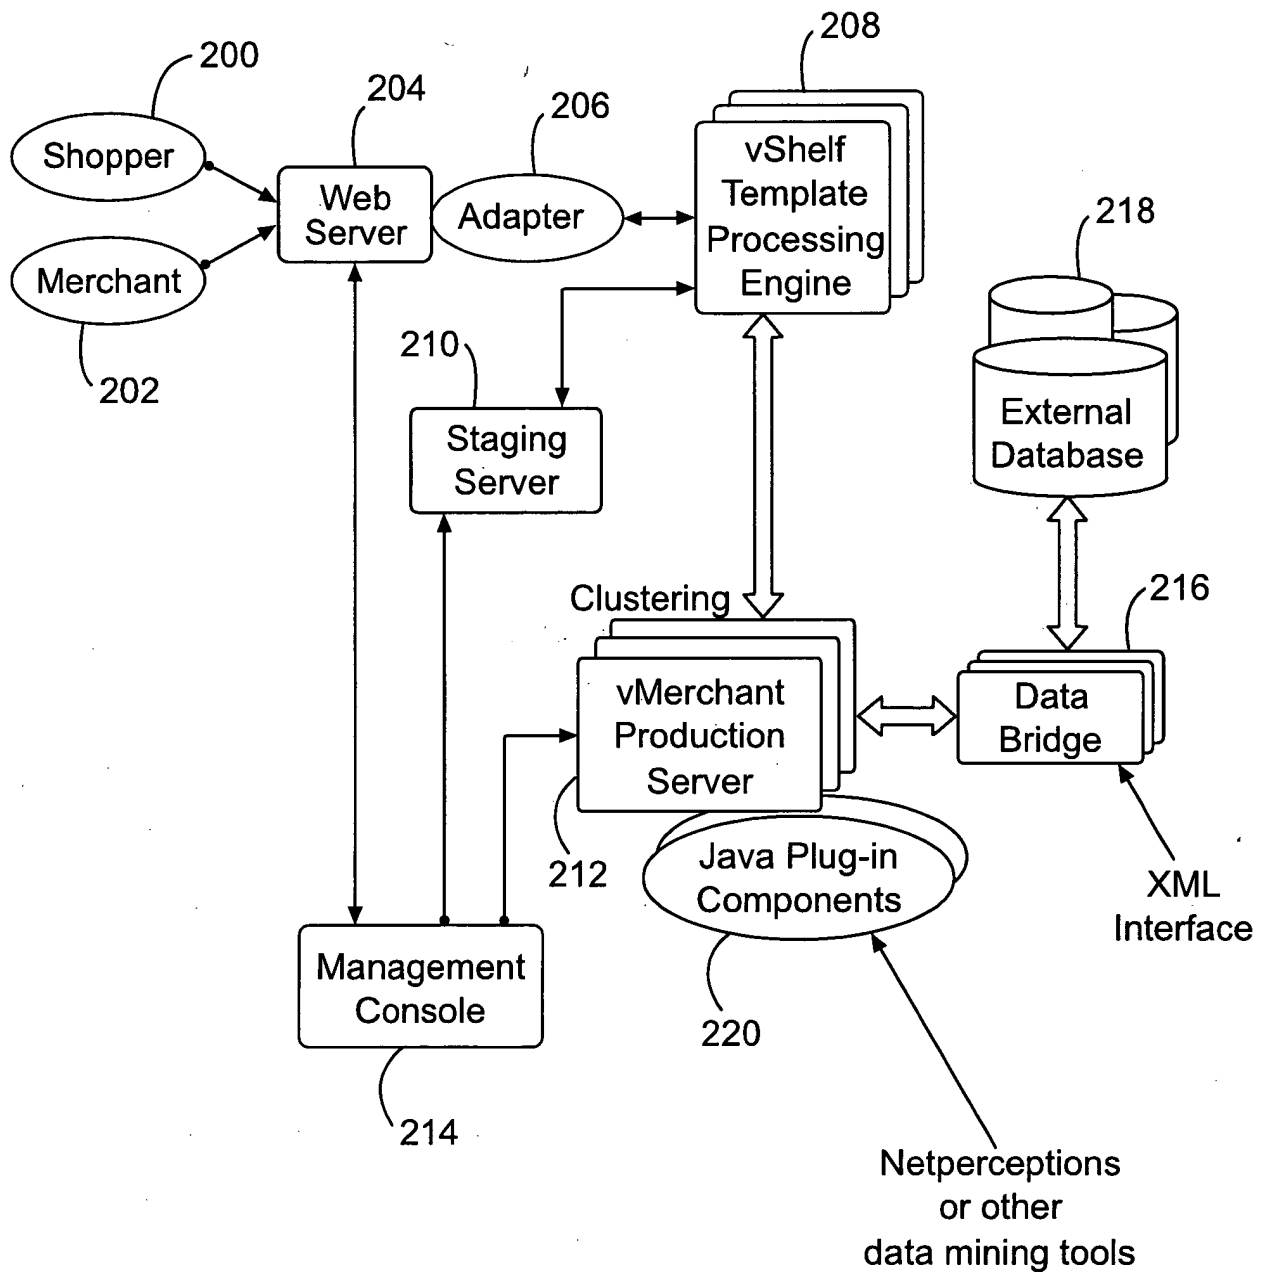 208
200
204
206
Shopper
vShelf
Template
Processing
Engine
Web
Server
Adapter
218
Merchant
202
210
External
Database
Staging
Server
Clustering
216
vMerchant
Production
Server
Data
Bridge
212
Java Plug-in
Components
XML
Interface
Management
Console
220
214
Netperceptions
or other
data mining tools